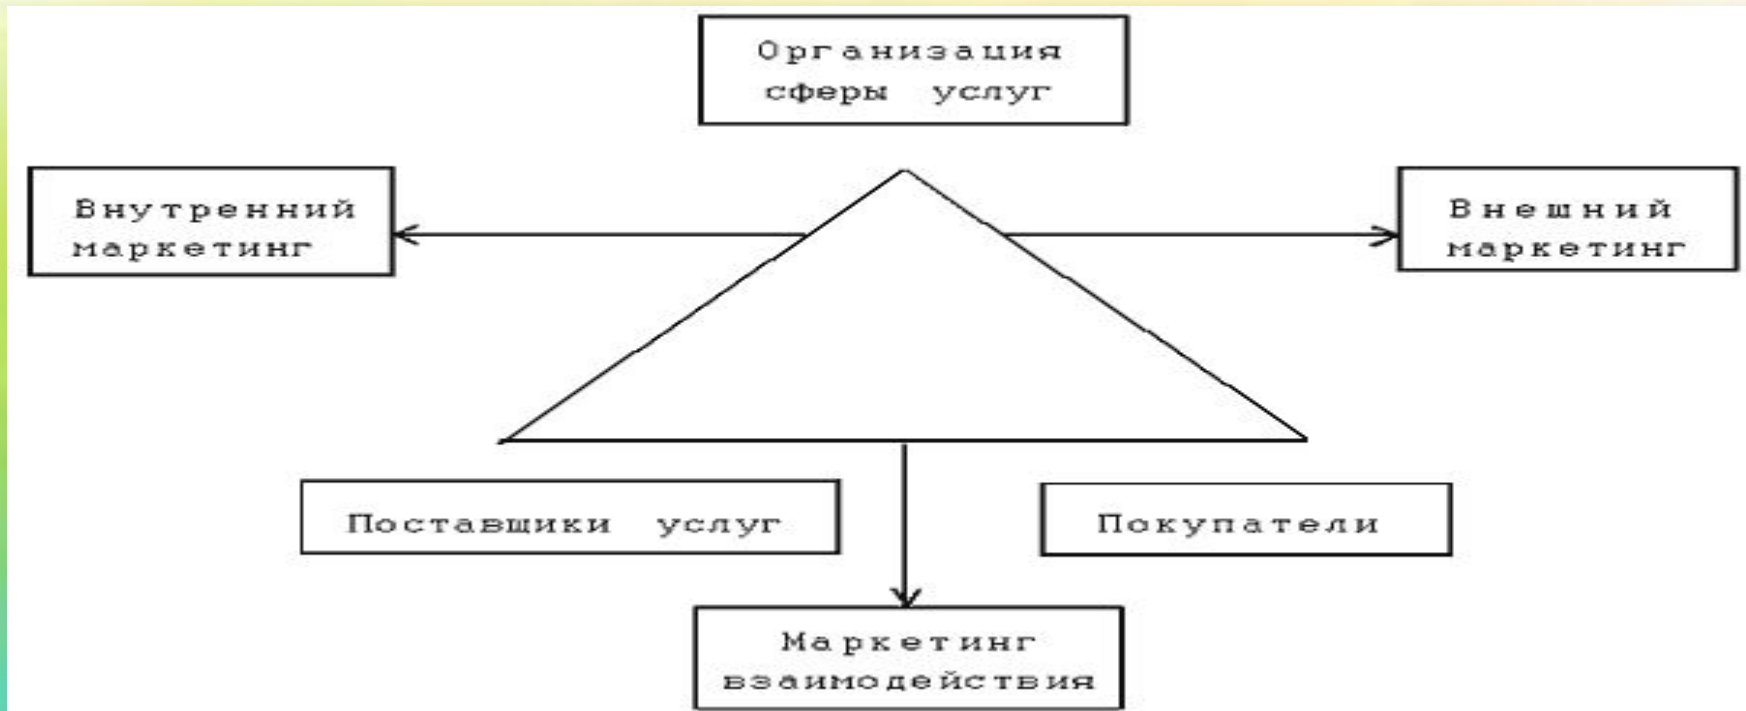 Организация
сферы услуг
Внутренний
маркетинг
Внешний
маркетинг
Поставщики услуг
Покупатели
Маркетинг
взаимодействия